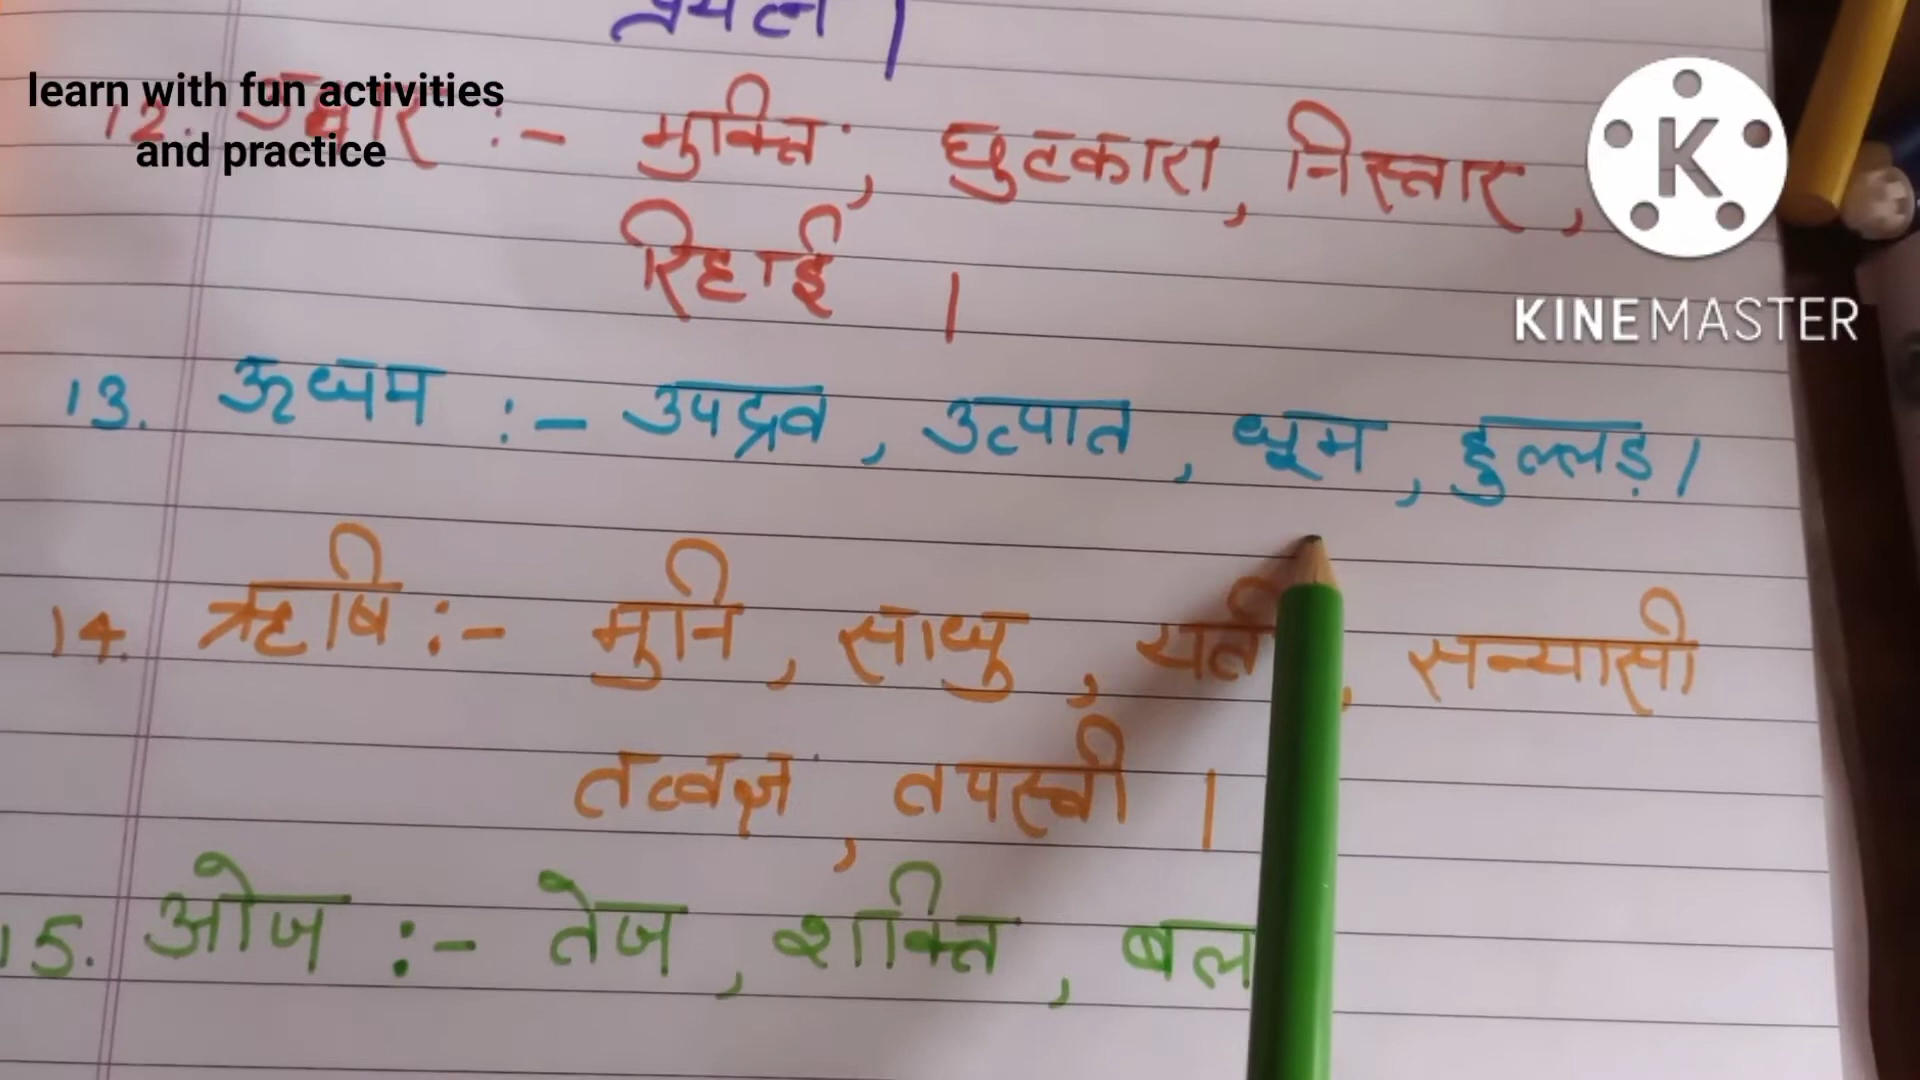 learn with fun activities
and practice
12. :- मुक्ति, छुटकारा, निस्तार,
रिहाई ।
13. ऊधम :- उपद्रव, उत्पात, धूम, हुल्लड़।
14. ऋषि :- मुनि, साधु, , सन्यासी
तत्वज्ञ, तपस्वी ।
15. ओज :- तेज, शक्ति, बल
KINEMASTER